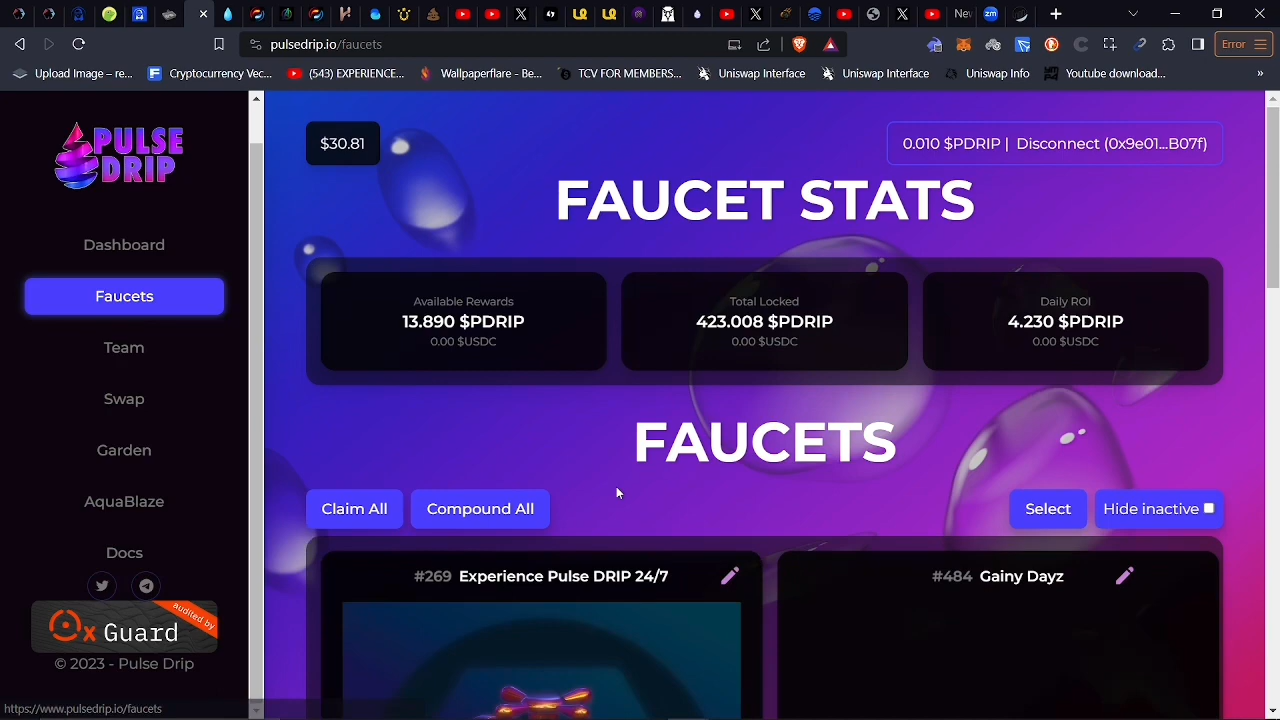 pulsedrip.io/faucets
Error
Upload Image - re...
Cryptocurrency Vec...
(543) EXPERIENCE...
Wallpaperflare - Be...
TCV FOR MEMBERS...
Uniswap Interface
Uniswap Interface
Uniswap Info
Youtube download...
»
PULSE
DRIP
Dashboard
Faucets
Team
Swap
Garden
AquaBlaze
Docs
audited by
0x Guard
© 2023 - Pulse Drip
https://www.pulsedrip.io/faucets
$30.81
0.010 $PDRIP | Disconnect (0x9e01...B07f)
FAUCET STATS
Available Rewards
13.890 $PDRIP
0.00 $USDC
Total Locked
423.008 $PDRIP
0.00 $USDC
Daily ROI
4.230 $PDRIP
0.00 $USDC
FAUCETS
Claim All
Compound All
Select
Hide inactive
#269 Experience Pulse DRIP 24/7
#484 Gainy Dayz